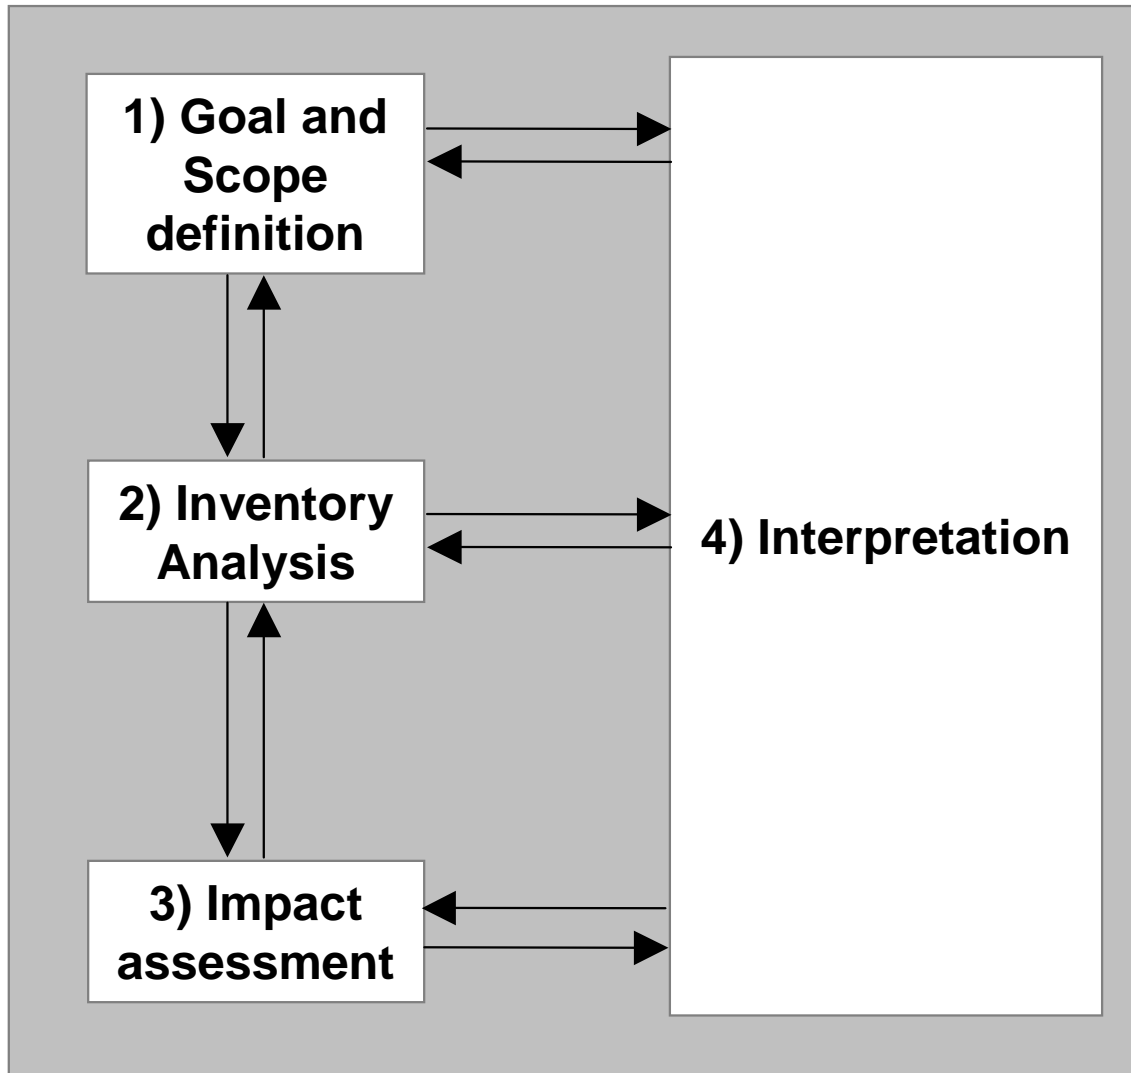 1) Goal and
Scope
definition
2) Inventory
Analysis
4) Interpretation
3) Impact
assessment